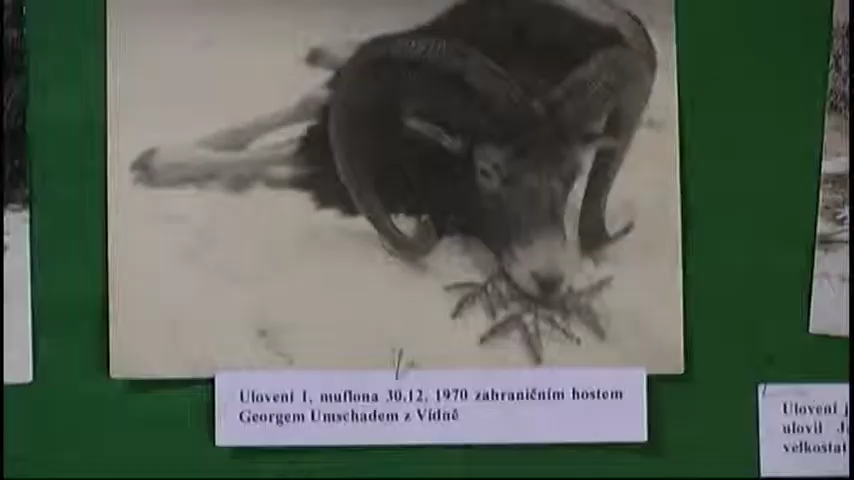 Ulovení 1. muflona 30.12. 1970 zahraničním hostem
Georgem Umschadem z Vídně
Ulovení
ulovil
velkostat